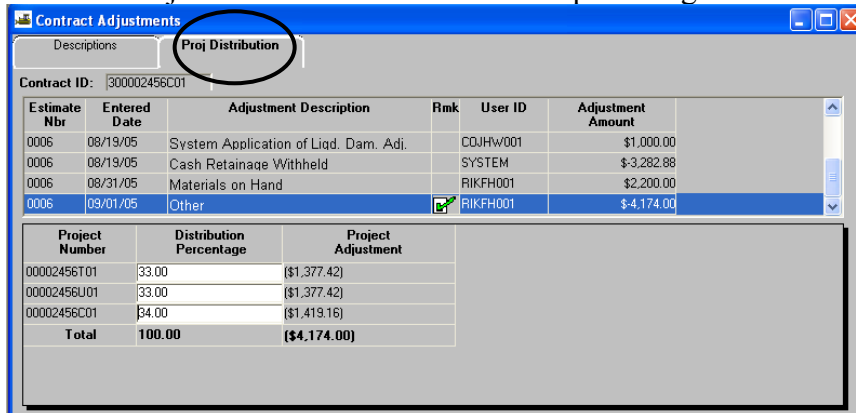 Contract Adjustments
Descriptions Proj Distribution
Contract ID: 300002456C01
Estimate Nbr Entered Date Adjustment Description Rmk User ID Adjustment Amount
0006 08/19/05 System Application of Liqd. Dam. Adj. COJHW001 $1,000.00
0006 08/19/05 Cash Retainage Withheld SYSTEM $-3,282.88
0006 08/31/05 Materials on Hand RIKFH001 $2,200.00
0006 09/01/05 Other RIKFH001 $-4,174.00
Project Number Distribution Percentage Project Adjustment
00002456T01 33.00 ($1,377.42)
00002456U01 33.00 ($1,377.42)
00002456C01 34.00 ($1,419.16)
Total 100.00 ($4,174.00)